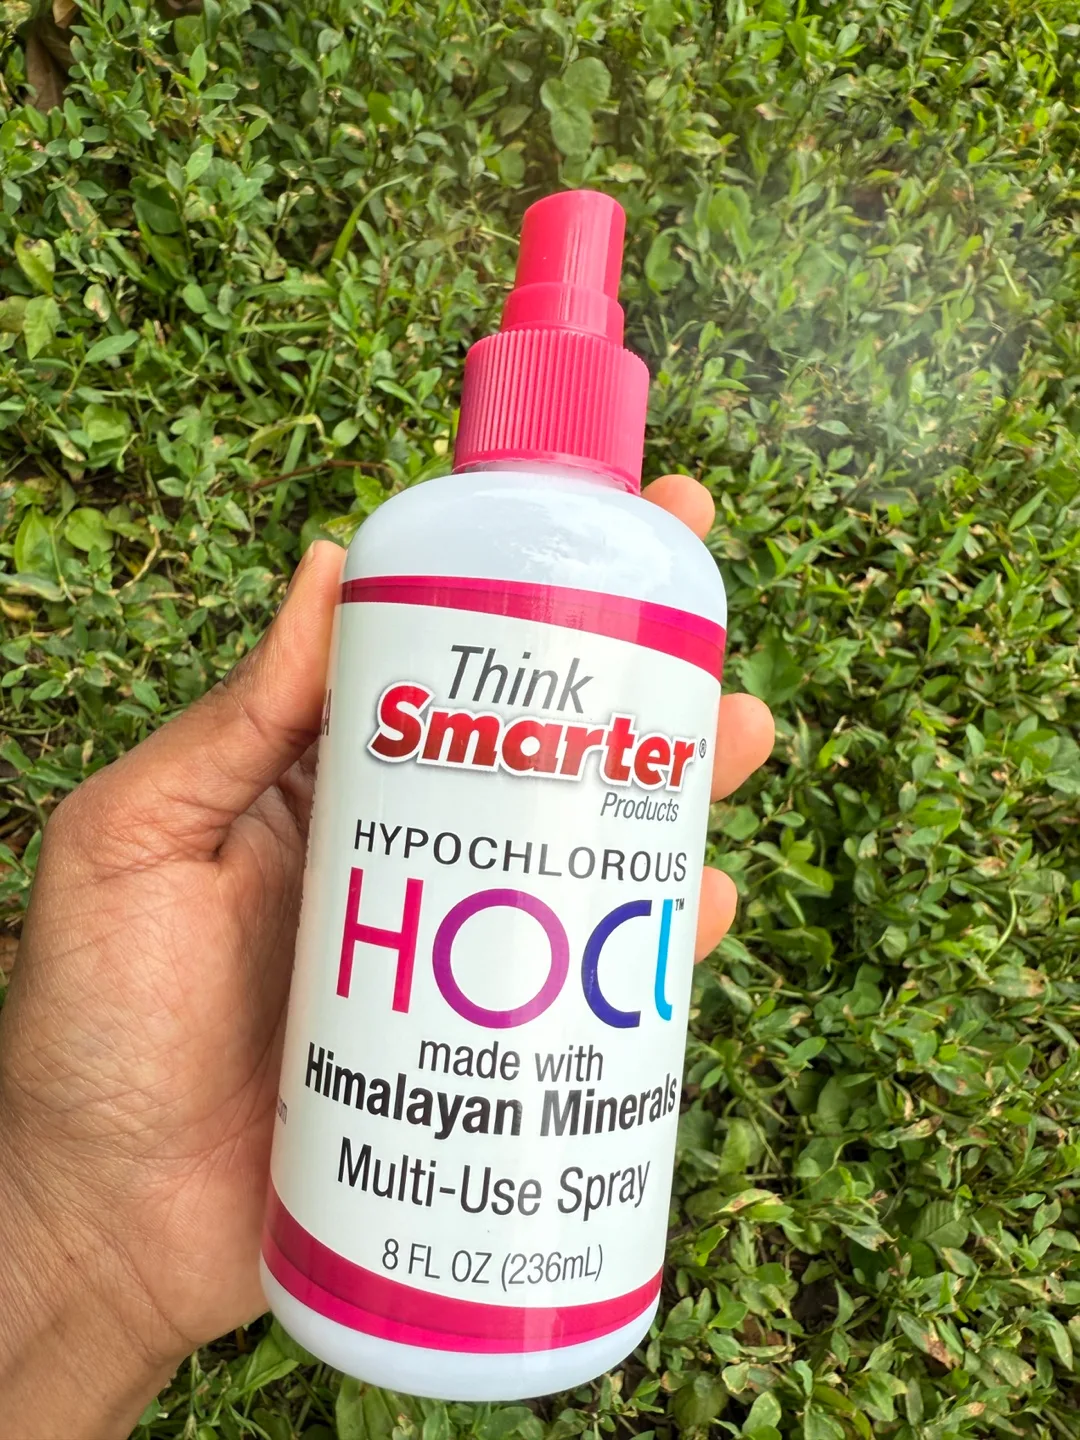 Think
Smarter®
Products
HYPOCHLOROUS
HOCl™
made with
Himalayan Minerals
Multi-Use Spray
8 FL OZ (236mL)